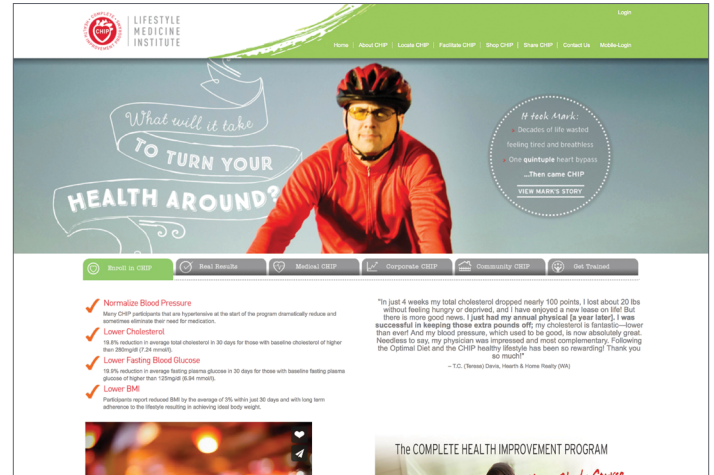 CHIP
LIFESTYLE
MEDICINE
INSTITUTE
Login
Home | About CHIP | Locate CHIP | Facilitate CHIP | Shop CHIP | Share CHIP | Contact Us Mobile-Login
What will it take
TO TURN YOUR
HEALTH AROUND?
It took Mark:
Decades of life wasted
feeling tired and breathless
One quintuple heart bypass
...Then came CHIP
VIEW MARK'S STORY
Enroll in CHIP
Real Results
Medical CHIP
Corporate CHIP
Community CHIP
Get Trained
Normalize Blood Pressure
Many CHIP participants that are hypertensive at the start of the program dramatically reduce and
sometimes eliminate their need for medication.
Lower Cholesterol
19.8% reduction in average total cholesterol in 30 days for those with baseline cholesterol of higher
than 280mg/dl (7.24 mmol/l).
Lower Fasting Blood Glucose
19.9% reduction in average fasting plasma glucose in 30 days for those with baseline fasting plasma
glucose of higher than 125mg/dl (6.94 mmol/l).
Lower BMI
Participants report reduced BMI by the average of 3% within just 30 days and with long term
adherence to the lifestyle resulting in achieving ideal body weight.
"In just 4 weeks my total cholesterol dropped nearly 100 points, I lost about 20 lbs
without feeling hungry or deprived, and I have enjoyed a new lease on life! But
there is more good news. I just had my annual physical [a year later]. I was
successful in keeping those extra pounds off; my cholesterol is fantastic—lower
than ever! And my blood pressure, which used to be good, is now absolutely great.
Needless to say, my physician was impressed and most complementary. Following
the Optimal Diet and the CHIP healthy lifestyle has been so rewarding! Thank you
so much!"
– T.C. (Teresa) Davis, Hearth & Home Realty (WA)
The COMPLETE HEALTH IMPROVEMENT PROGRAM